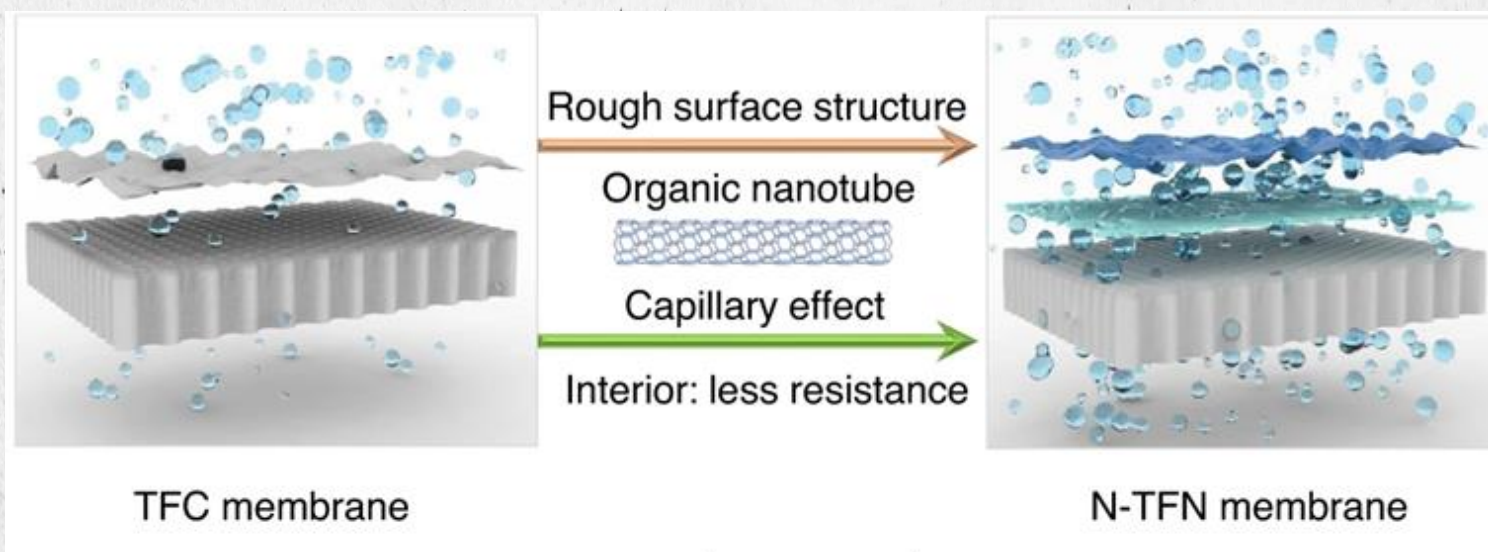 Rough surface structure
Organic nanotube
Capillary effect
Interior: less resistance
TFC membrane
N-TFN membrane